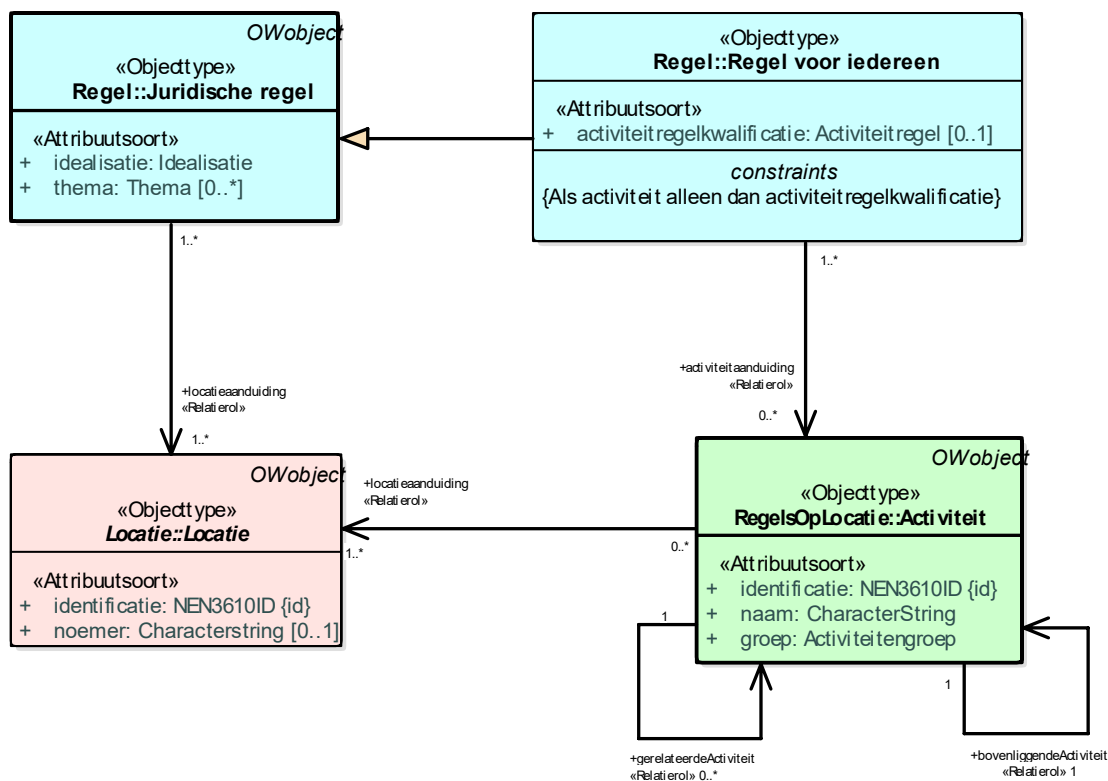 OWobject
«Objecttype»
Regel::Juridische regel
«Attribuutsoort»
+ idealisatie: Idealisatie
+ thema: Thema [0..*]
«Objecttype»
Regel::Regel voor iedereen
«Attribuutsoort»
+ activiteitregelkwalificatie: Activiteitregel [0..1]
constraints
{Als activiteit alleen dan activiteitregelkwalificatie}
1..*
1..*
+locatieaanduiding
«Relatierol»
1..*
+activiteitaanduiding
«Relatierol»
0..*
OWobject
«Objecttype»
Locatie::Locatie
«Attribuutsoort»
+ identificatie: NEN3610ID {id}
+ noemer: Characterstring [0..1]
+locatieaanduiding
«Relatierol»
1..*
0..*
OWobject
«Objecttype»
RegelsOpLocatie::Activiteit
«Attribuutsoort»
+ identificatie: NEN3610ID {id}
+ naam: CharacterString
+ groep: Activiteitengroep
1
+gerelateerdeActiviteit
«Relatierol» 0..*
1
+bovenliggendeActiviteit
«Relatierol» 1